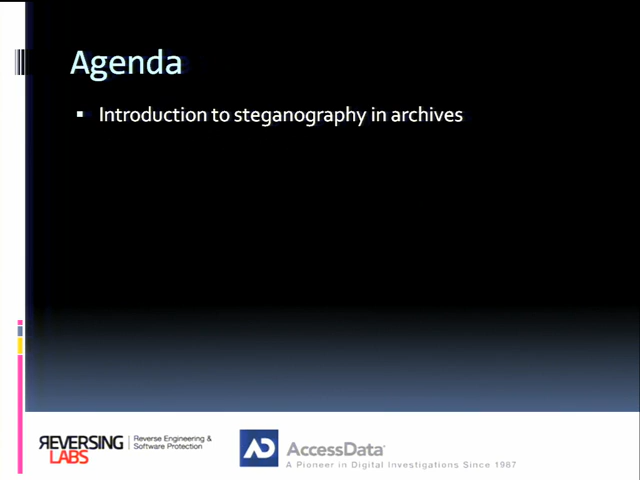 Agenda
Introduction to steganography in archives
REVERSING LABS
Reverse Engineering & Software Protection
AccessData
A Pioneer in Digital Investigations Since 1987